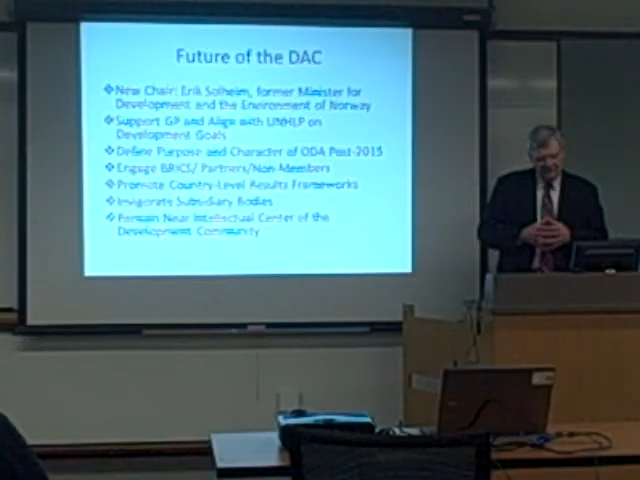 Future of the DAC
❖New Chair: Erik Solheim, former Minister for
Development and the Environment of Norway
❖Support GP and Align with UNHLP on
Development Goals
❖Define Purpose and Character of ODA Post-2015
❖Engage BRICS/ Partners/Non-Members
❖Promote Country-Level Results Frameworks
❖Invigorate Subsidiary Bodies
❖Remain Near Intellectual Center of the
Development Community